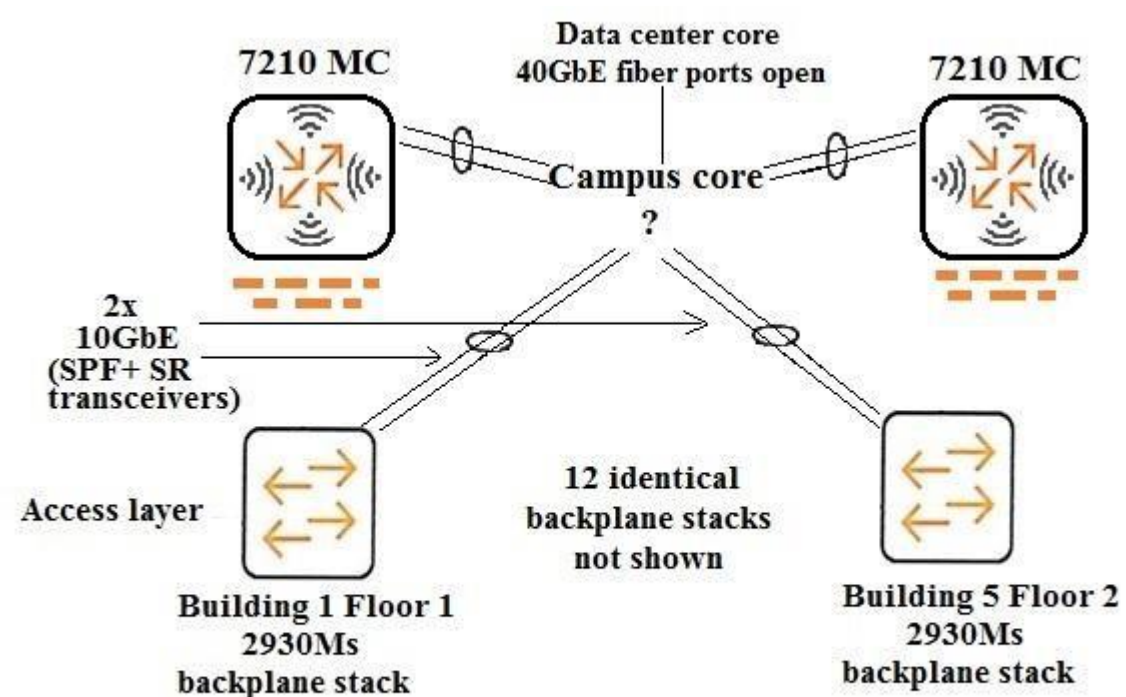 7210 MC
Data center core
40GbE fiber ports open
7210 MC
Campus core
?
2x
10GbE
(SPF+ SR
transceivers)
Access layer
12 identical
backplane stacks
not shown
Building 1 Floor 1
2930Ms
backplane stack
Building 5 Floor 2
2930Ms
backplane stack